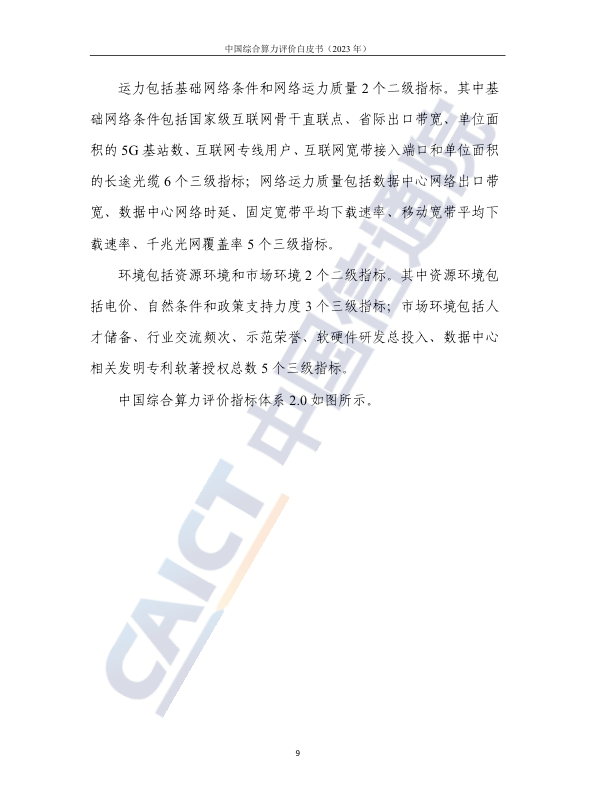 中国综合算力评价白皮书（2023 年）
运力包括基础网络条件和网络运力质量 2 个二级指标。其中基
础网络条件包括国家级互联网骨干直联点、省际出口带宽、单位面
积的 5G 基站数、互联网专线用户、互联网宽带接入端口和单位面积
的长途光缆 6 个三级指标；网络运力质量包括数据中心网络出口带
宽、数据中心网络时延、固定宽带平均下载速率、移动宽带平均下
载速率、千兆光网覆盖率 5 个三级指标。
环境包括资源环境和市场环境 2 个二级指标。其中资源环境包
括电价、自然条件和政策支持力度 3 个三级指标；市场环境包括人
才储备、行业交流频次、示范荣誉、软硬件研发总投入、数据中心
相关发明专利软著授权总数 5 个三级指标。
中国综合算力评价指标体系 2.0 如图所示。
CAICT 中国信通院
9